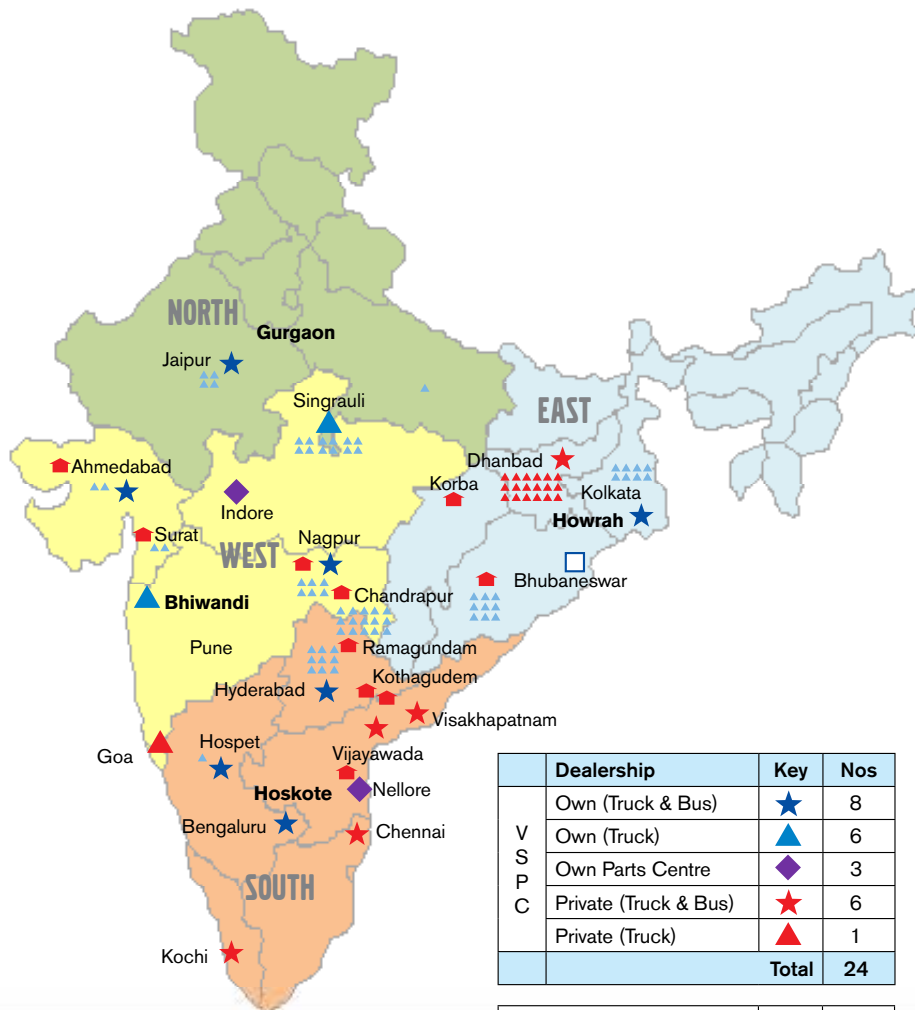 NORTH
Gurgaon
Jaipur
Singrauli
EAST
Ahmedabad
Dhanbad
Korba
Kolkata
Indore
Howrah
Surat
Nagpur
WEST
Bhubaneswar
Chandrapur
Bhiwandi
Pune
Ramagundam
Kothagudem
Hyderabad
Visakhapatnam
Hospet
Goa
Vijayawada
Hoskote
Nellore
Bengaluru
Chennai
SOUTH
Kochi
Dealership Key Nos
VSPC
Own (Truck & Bus) 8
Own (Truck) 6
Own Parts Centre 3
Private (Truck & Bus) 6
Private (Truck) 1
Total 24